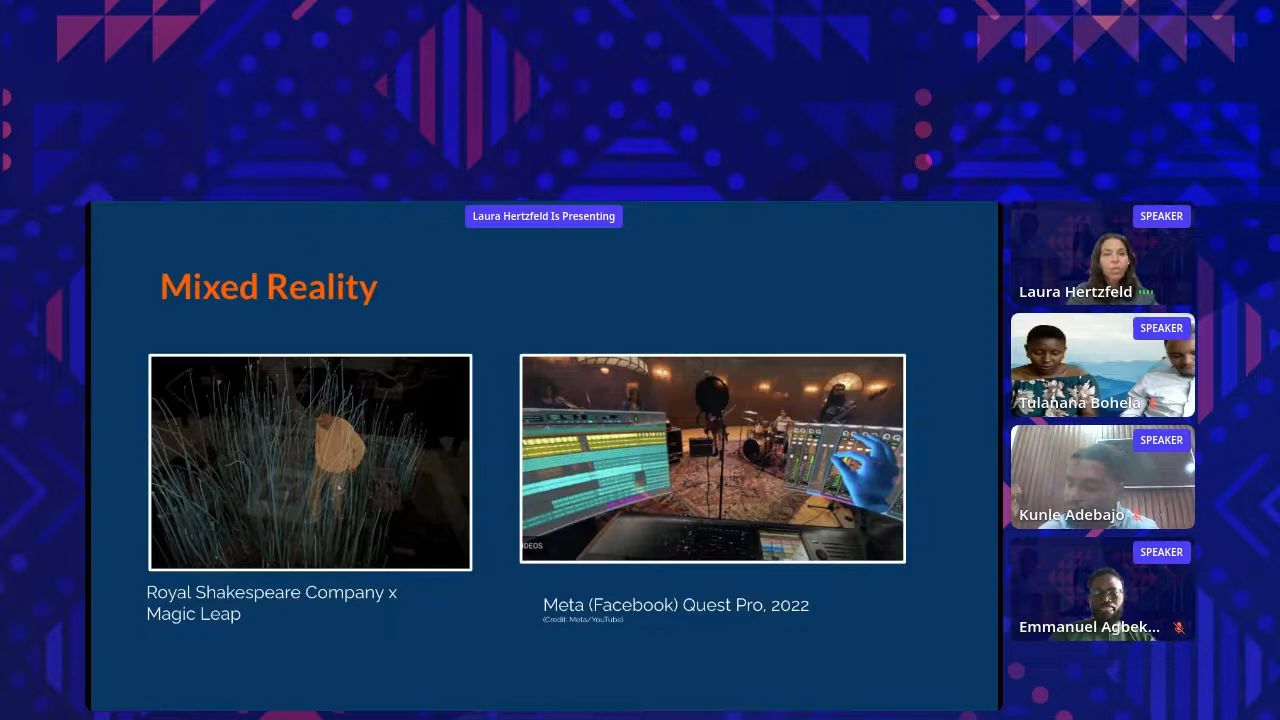 Laura Hertzfeld Is Presenting
Mixed Reality
IDEOS
Royal Shakespeare Company x
Magic Leap
Meta (Facebook) Quest Pro, 2022
(Credit: Meta/YouTube)
SPEAKER
Laura Hertzfeld
SPEAKER
Tulanana Bohela
SPEAKER
Kunle Adebajo
SPEAKER
Emmanuel Agbek...